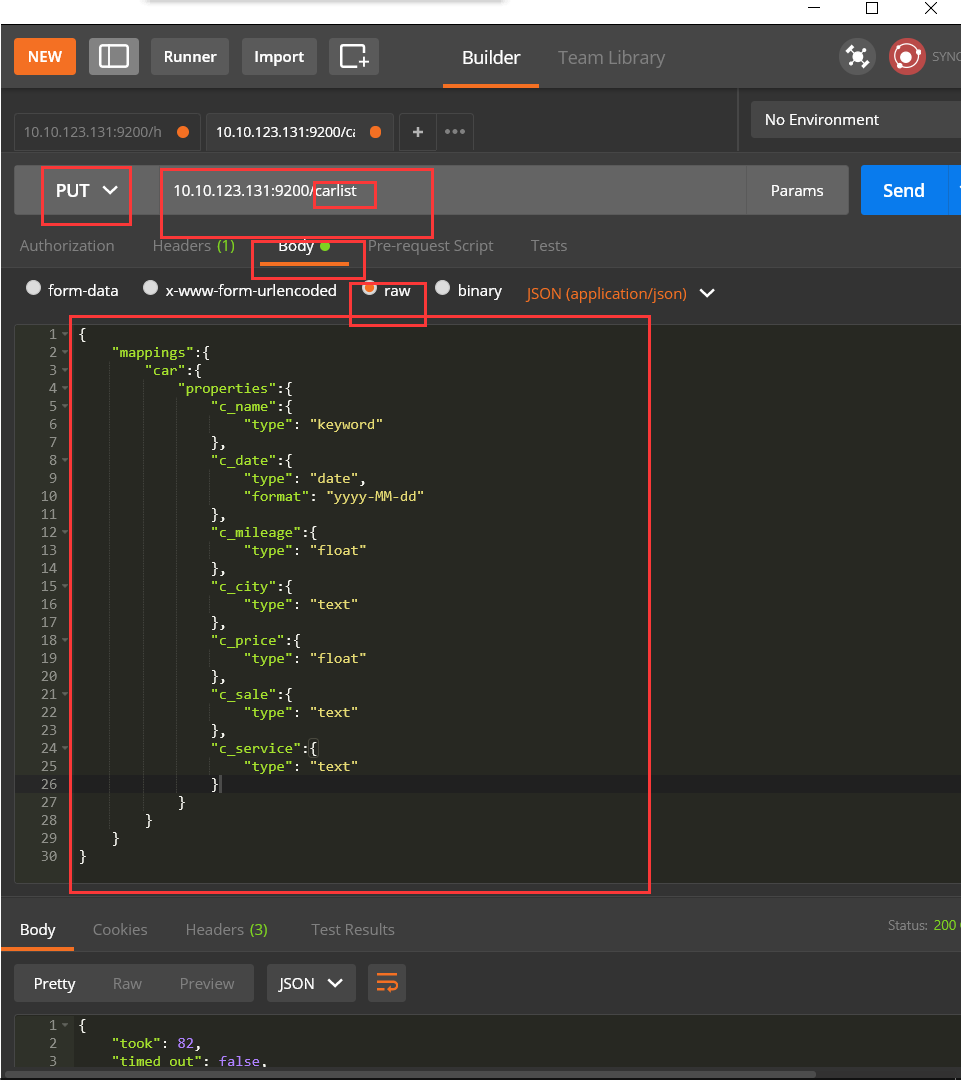 NEW Runner Import Builder Team Library SYNC
10.10.123.131:9200/h 10.10.123.131:9200/ca + ••• No Environment
PUT 10.10.123.131:9200/carlist Params Send
Authorization Headers (1) Body Pre-request Script Tests
form-data x-www-form-urlencoded raw binary JSON (application/json)
1 {
2 "mappings":{
3 "car":{
4 "properties":{
5 "c_name":{
6 "type": "keyword"
7 },
8 "c_date":{
9 "type": "date",
10 "format": "yyyy-MM-dd"
11 },
12 "c_mileage":{
13 "type": "float"
14 },
15 "c_city":{
16 "type": "text"
17 },
18 "c_price":{
19 "type": "float"
20 },
21 "c_sale":{
22 "type": "text"
23 },
24 "c_service":{
25 "type": "text"
26 }
27 }
28 }
29 }
30 }
Body Cookies Headers (3) Test Results Status: 200
Pretty Raw Preview JSON
1 {
2 "took": 82,
3 "timed_out": false,